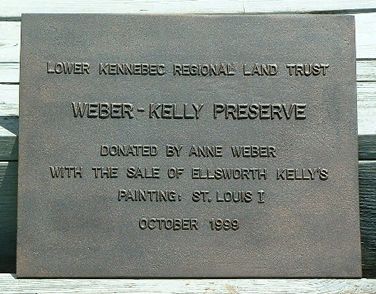 LOWER KENNEBEC REGIONAL LAND TRUST
WEBER-KELLY PRESERVE
DONATED BY ANNE WEBER
WITH THE SALE OF ELLSWORTH KELLY'S
PAINTING: ST. LOUIS I
OCTOBER 1999